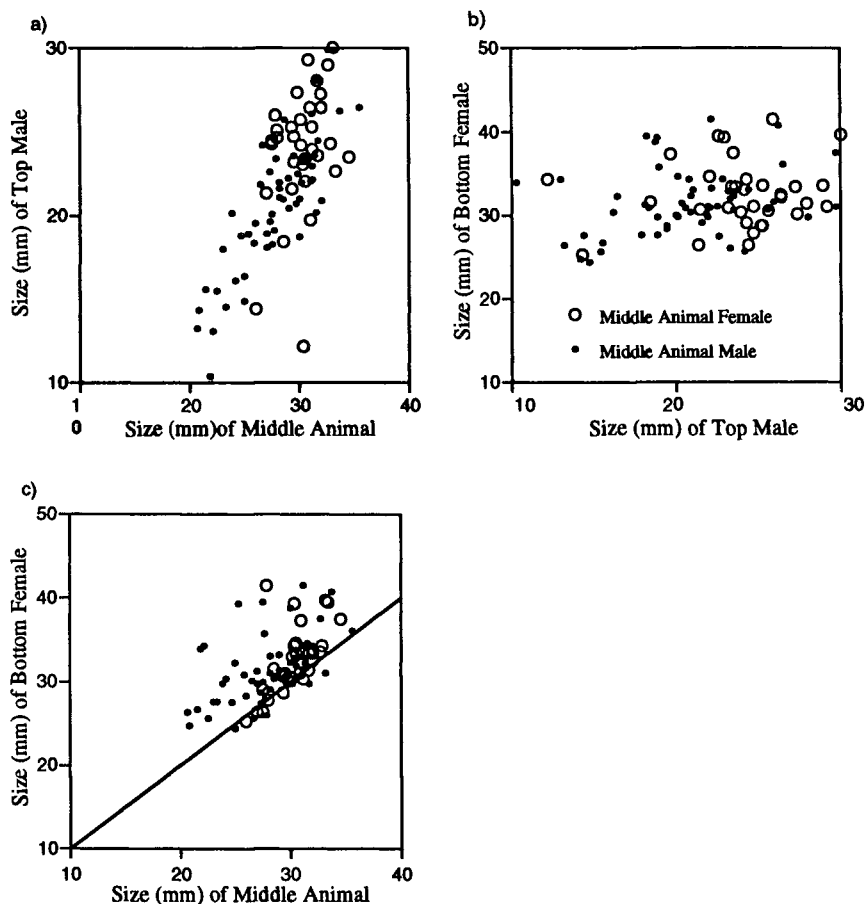 a)
30
20
10
Size (mm) of Top Male
1
0
20
30
40
Size (mm)of Middle Animal
b)
50
40
30
20
10
Size (mm) of Bottom Female
Middle Animal Female
Middle Animal Male
10
20
30
Size (mm) of Top Male
c)
50
40
30
20
10
Size (mm) of Bottom Female
10
20
30
40
Size (mm) of Middle Animal